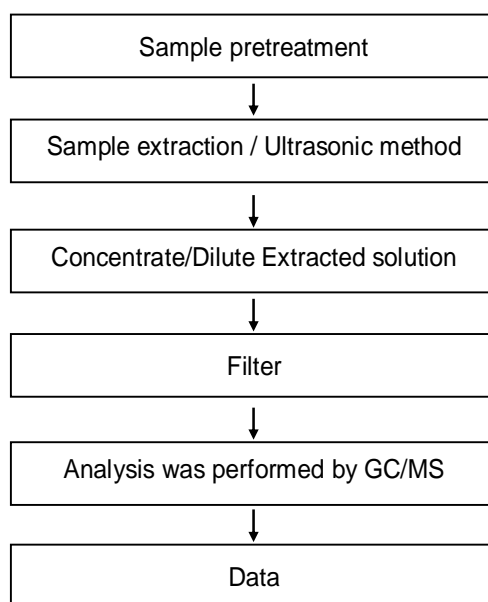 Sample pretreatment
Sample extraction / Ultrasonic method
Concentrate/Dilute Extracted solution
Filter
Analysis was performed by GC/MS
Data